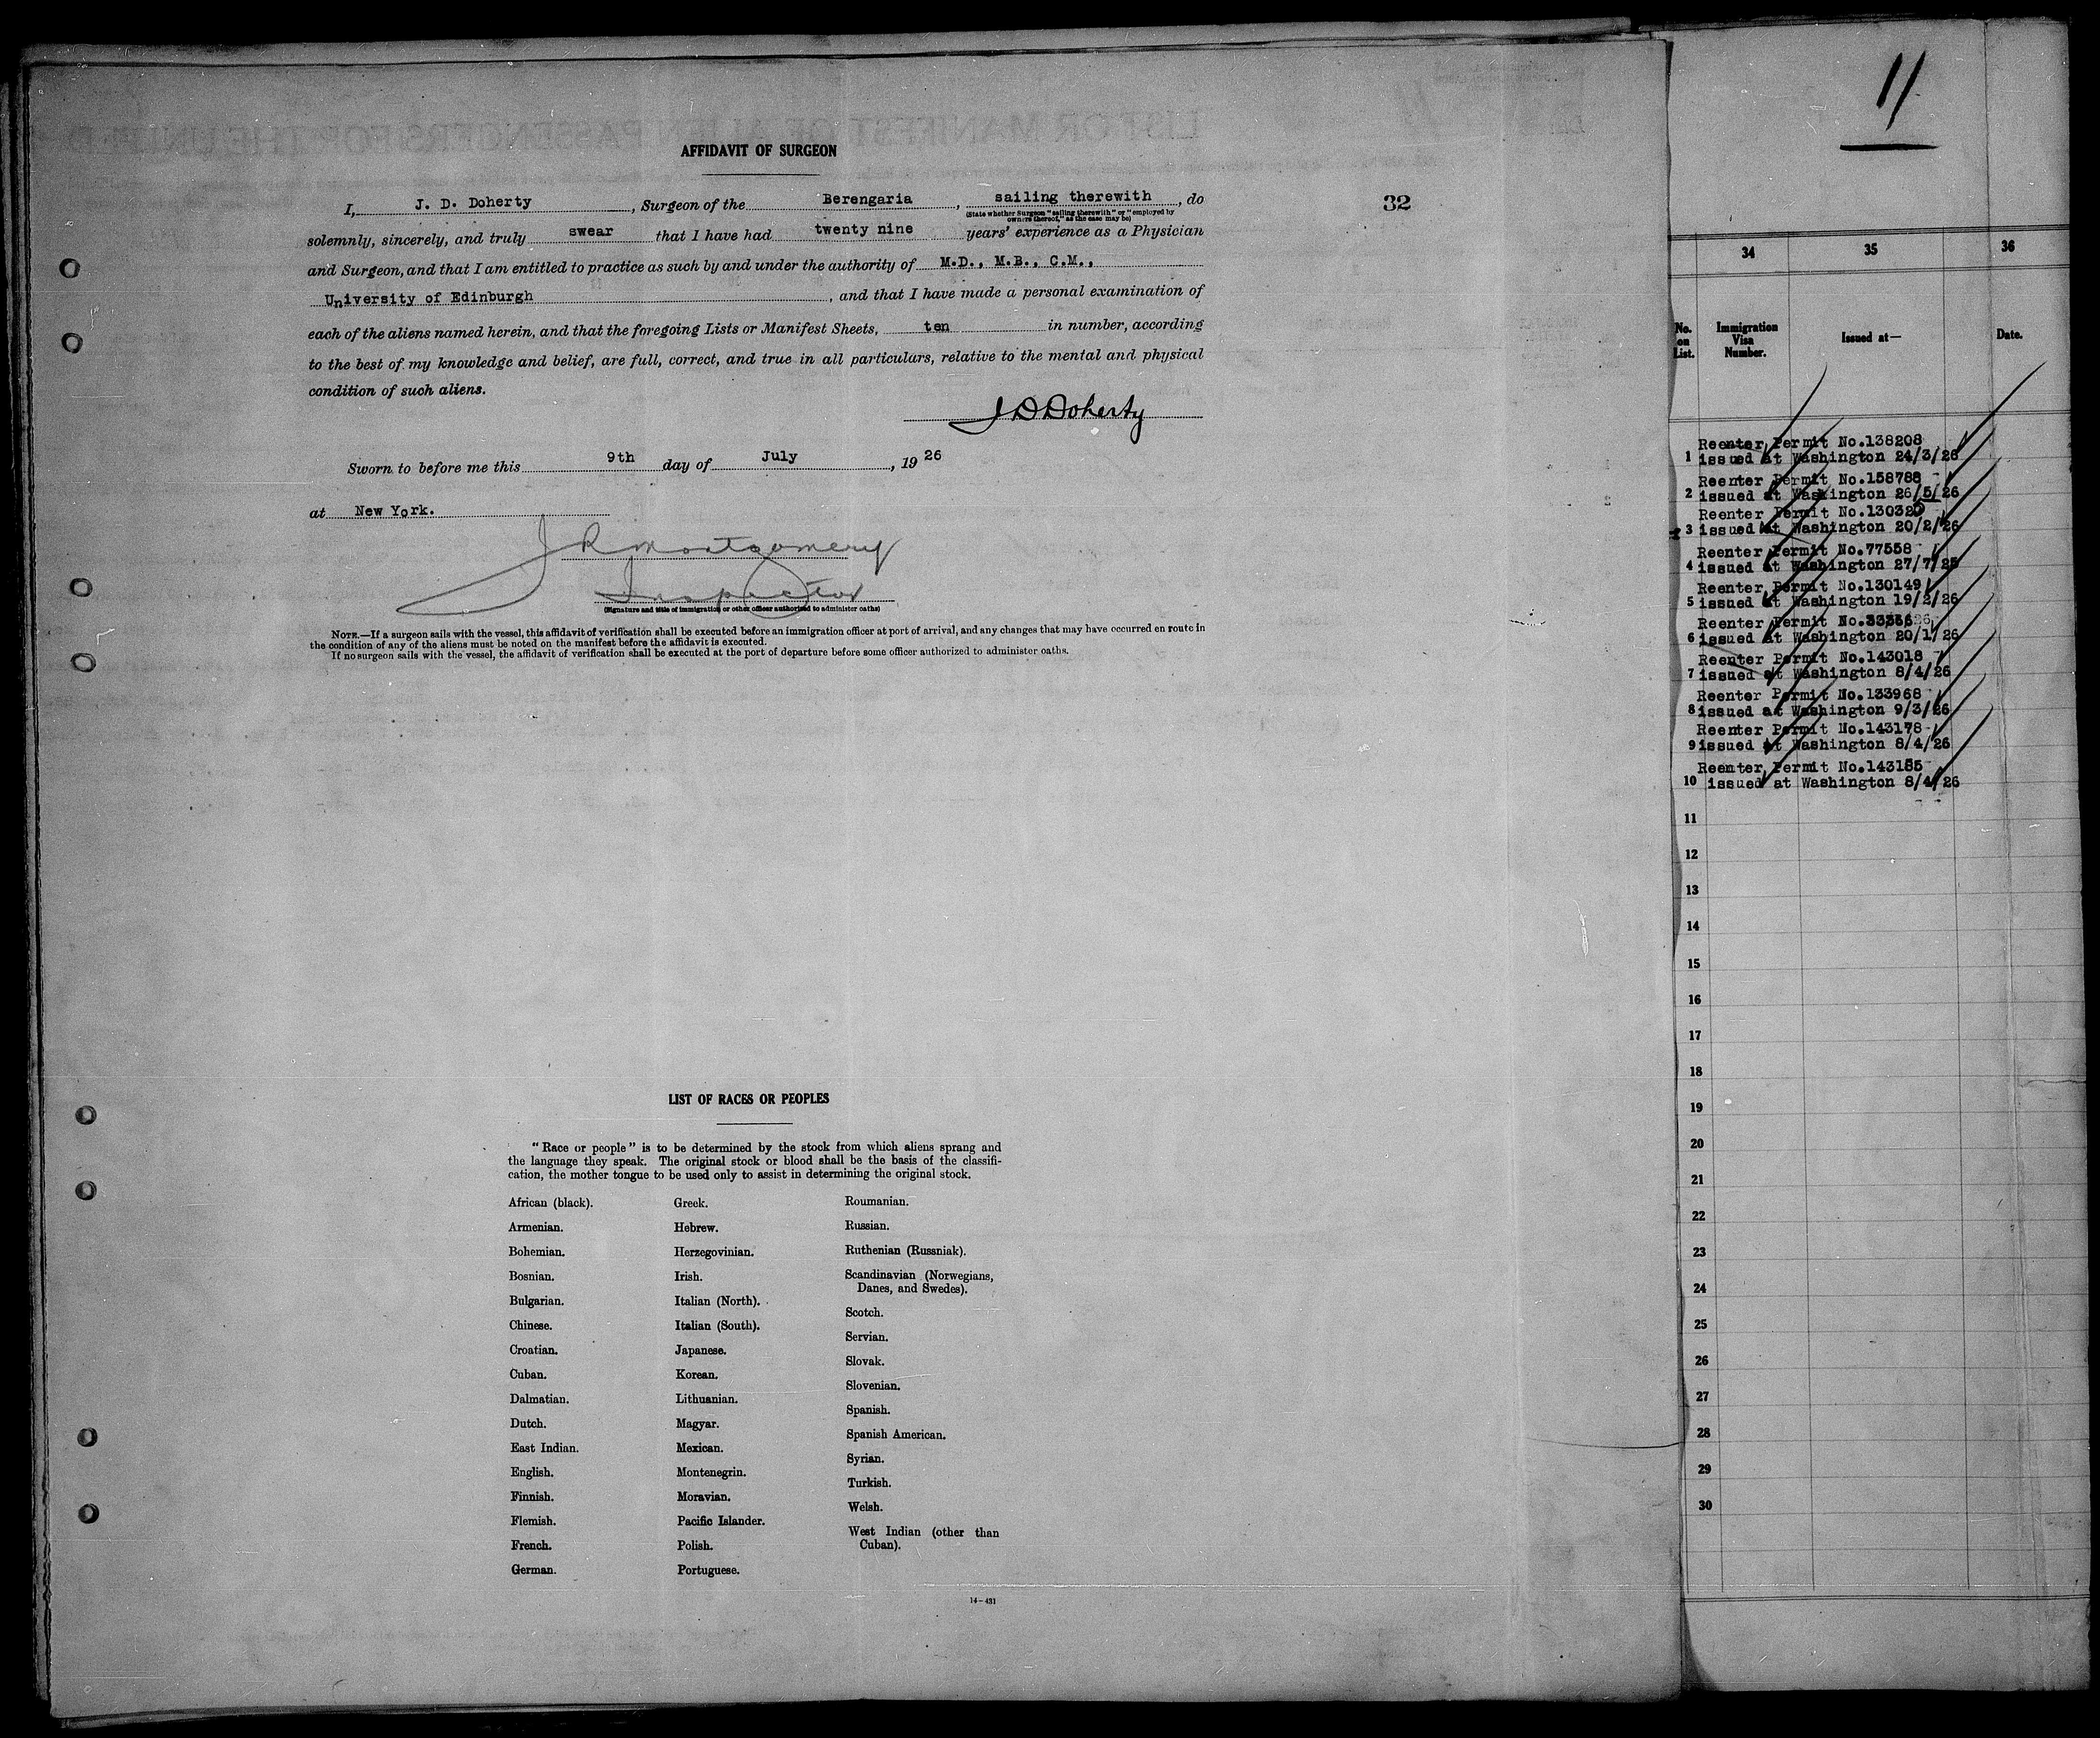 AFFIDAVIT OF SURGEON
I, J. D. Doherty, Surgeon of the Berengaria, sailing therewith, do
(State whether Surgeon "sailing therewith" or "employed by
owners thereof," as the case may be)
solemnly, sincerely, and truly swear that I have had twenty nine years' experience as a Physician
and Surgeon, and that I am entitled to practice as such by and under the authority of M.D., M.B., C.M.,
University of Edinburgh, and that I have made a personal examination of
each of the aliens named herein, and that the foregoing Lists or Manifest Sheets, ten in number, according
to the best of my knowledge and belief, are full, correct, and true in all particulars, relative to the mental and physical
condition of such aliens.
J D Doherty
Sworn to before me this 9th day of July, 1926
at New York.
J R Montgomery
Inspector
(Signature and title of immigration or other officer authorized to administer oaths)
NOTE.—If a surgeon sails with the vessel, this affidavit of verification shall be executed before an immigration officer at port of arrival, and any changes that may have occurred en route in
the condition of any of the aliens must be noted on the manifest before the affidavit is executed.
If no surgeon sails with the vessel, the affidavit of verification shall be executed at the port of departure before some officer authorized to administer oaths.
32
LIST OF RACES OR PEOPLES
"Race or people" is to be determined by the stock from which aliens sprang and
the language they speak. The original stock or blood shall be the basis of the classifi-
cation, the mother tongue to be used only to assist in determining the original stock.
African (black).
Armenian.
Bohemian.
Bosnian.
Bulgarian.
Chinese.
Croatian.
Cuban.
Dalmatian.
Dutch.
East Indian.
English.
Finnish.
Flemish.
French.
German.
Greek.
Hebrew.
Herzegovinian.
Irish.
Italian (North).
Italian (South).
Japanese.
Korean.
Lithuanian.
Magyar.
Mexican.
Montenegrin.
Moravian.
Pacific Islander.
Polish.
Portuguese.
Roumanian.
Russian.
Ruthenian (Russniak).
Scandinavian (Norwegians,
Danes, and Swedes).
Scotch.
Servian.
Slovak.
Slovenian.
Spanish.
Spanish American.
Syrian.
Turkish.
Welsh.
West Indian (other than
Cuban).
14—431
11
34 35 36
No. on List. Immigration Visa Number. Issued at— Date.
Reenter Permit No.138208
1 issued at Washington 24/3/26
Reenter Permit No.158788
2 issued at Washington 26/5/26
Reenter Permit No.130320
3 issued at Washington 20/2/26
Reenter Permit No.77558
4 issued at Washington 27/7/25
Reenter Permit No.130149
5 issued at Washington 19/2/26
Reenter Permit
6 issued at Washington 20/1/26
Reenter Permit No.143018
7 issued at Washington 8/4/26
Reenter Permit No.133968
8 issued at Washington 9/3/26
Reenter Permit No.143178
9 issued at Washington 8/4/26
Reenter Permit No.143185
10 issued at Washington 8/4/26
11
12
13
14
15
16
17
18
19
20
21
22
23
24
25
26
27
28
29
30